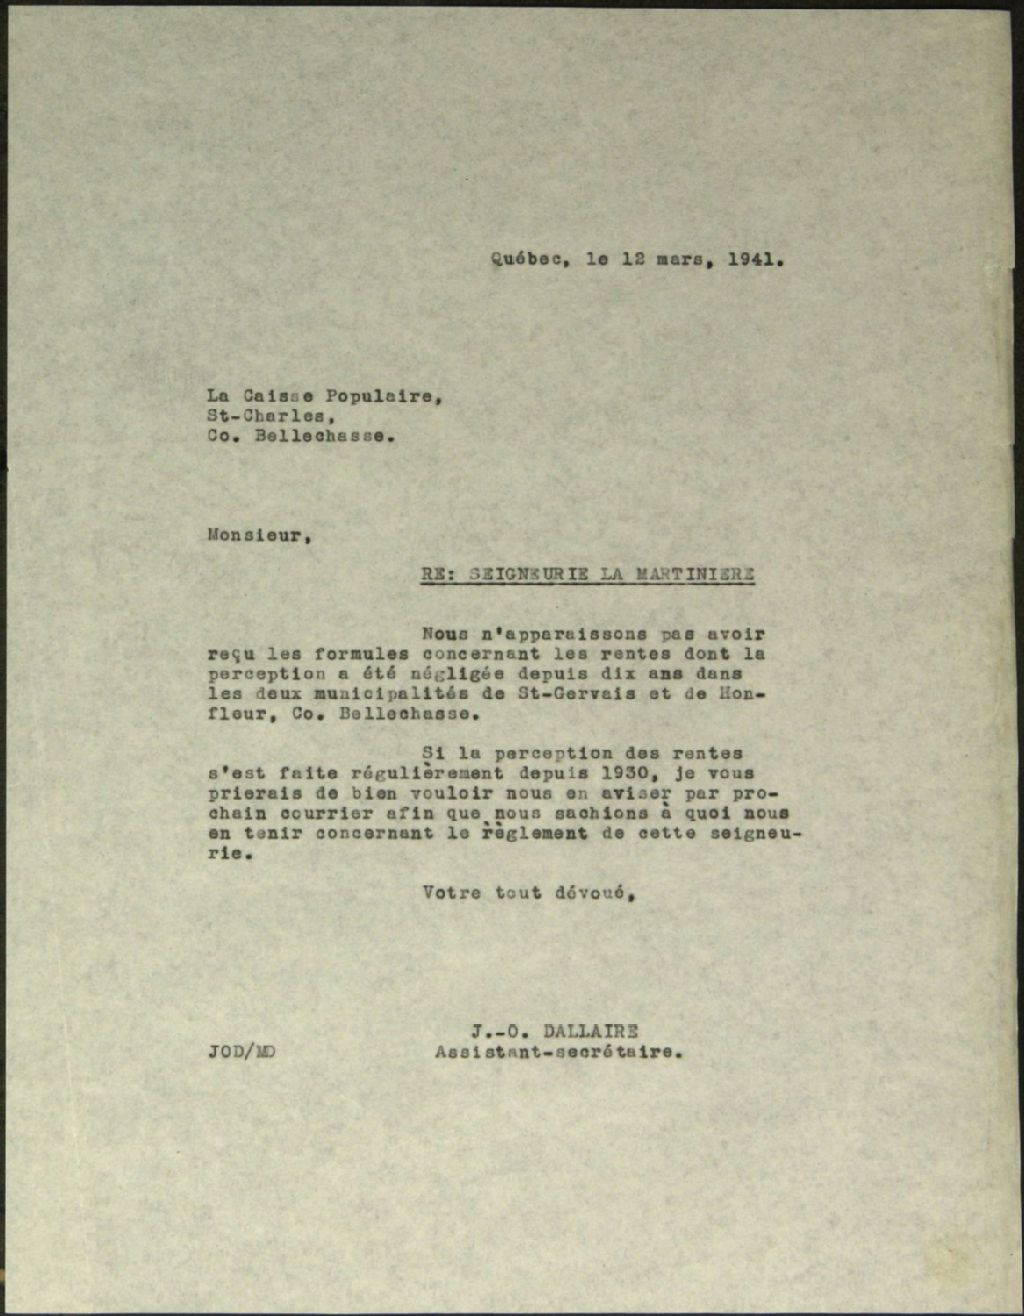 Québec, le 12 mars, 1941.
La Caisse Populaire,
St-Charles,
Co. Bellechasse.
Monsieur,
RE: SEIGNEURIE LA MARTINIERE
Nous n'apparaissons pas avoir
reçu les formules concernant les rentes dont la
perception a été négligée depuis dix ans dans
les deux municipalités de St-Gervais et de Hon-
fleur, Co. Bellechasse.
Si la perception des rentes
s'est faite régulièrement depuis 1930, je vous
prierais de bien vouloir nous en aviser par pro-
chain courrier afin que nous sachions à quoi nous
en tenir concernant le règlement de cette seigneu-
rie.
Votre tout dévoué,
J.-O. DALLAIRE
JOD/MD Assistant-secrétaire.